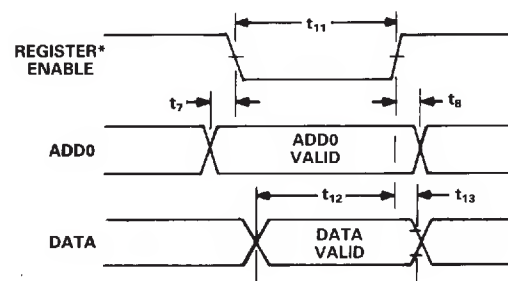 t11
REGISTER*
ENABLE
t7
t8
ADD0
ADD0
VALID
t12
t13
DATA
DATA
VALID